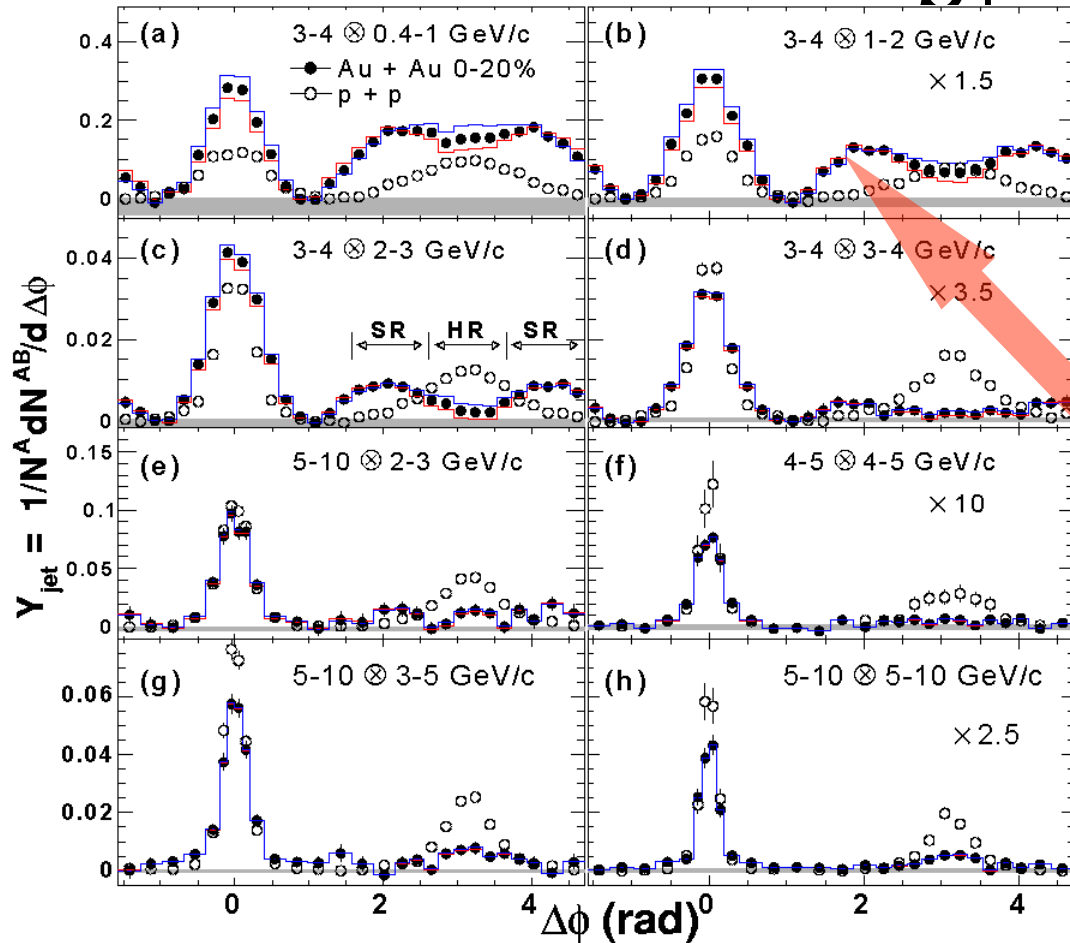 (a) 3-4 ⊗ 0.4-1 GeV/c
Au + Au 0-20%
p + p
(b) 3-4 ⊗ 1-2 GeV/c
× 1.5
(c) 3-4 ⊗ 2-3 GeV/c
SR HR SR
(d) 3-4 ⊗ 3-4 GeV/c
× 3.5
(e) 5-10 ⊗ 2-3 GeV/c
(f) 4-5 ⊗ 4-5 GeV/c
× 10
(g) 5-10 ⊗ 3-5 GeV/c
(h) 5-10 ⊗ 5-10 GeV/c
× 2.5
0.4
0.2
0
0.04
0.02
0
0.15
0.1
0.05
0
0.06
0.04
0.02
0
0 2 4 0 2 4
Y_jet = 1/N^A dN^AB/d Δϕ
Δϕ (rad)